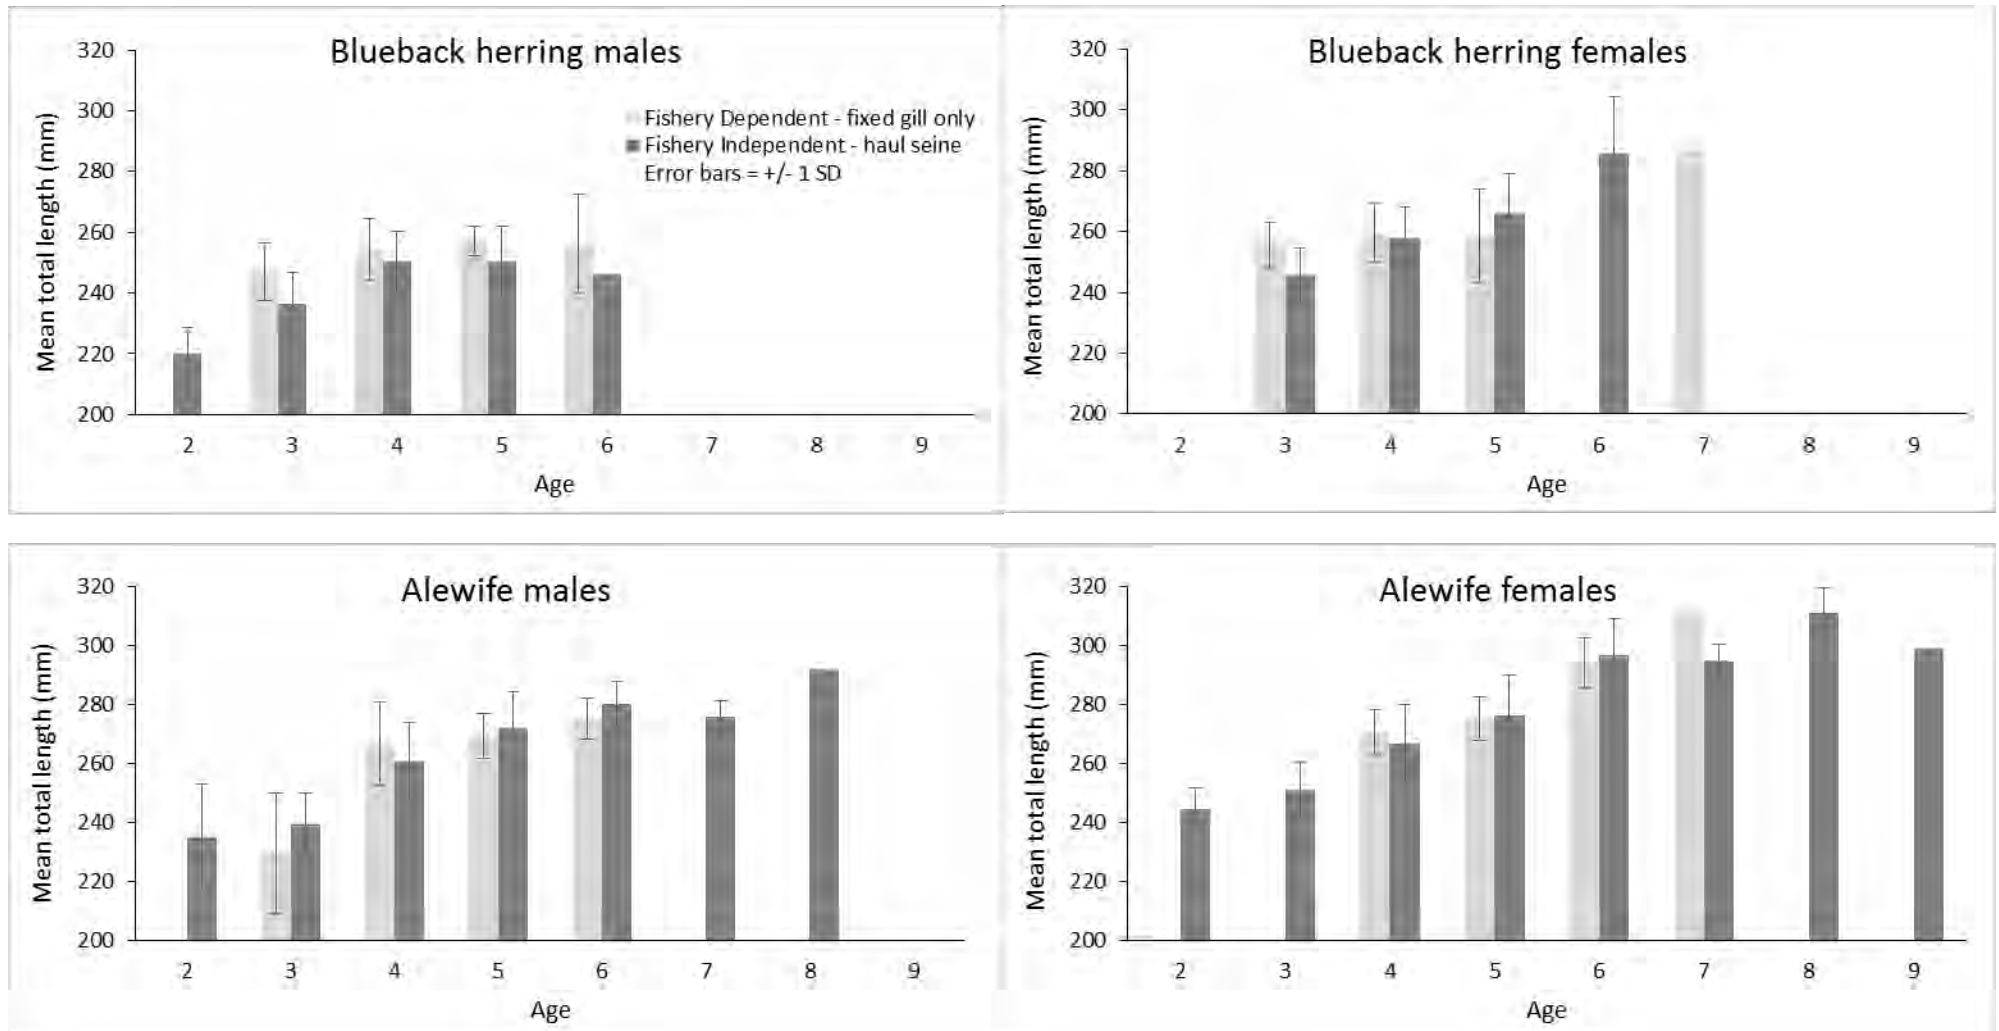 Blueback herring males
Fishery Dependent - fixed gill only
Fishery Independent - haul seine
Error bars = +/- 1 SD
Mean total length (mm)
320
300
280
260
240
220
200
2 3 4 5 6 7 8 9
Age
Blueback herring females
Mean total length (mm)
320
300
280
260
240
220
200
2 3 4 5 6 7 8 9
Age
Alewife males
Mean total length (mm)
320
300
280
260
240
220
200
2 3 4 5 6 7 8 9
Age
Alewife females
Mean total length (mm)
320
300
280
260
240
220
200
2 3 4 5 6 7 8 9
Age